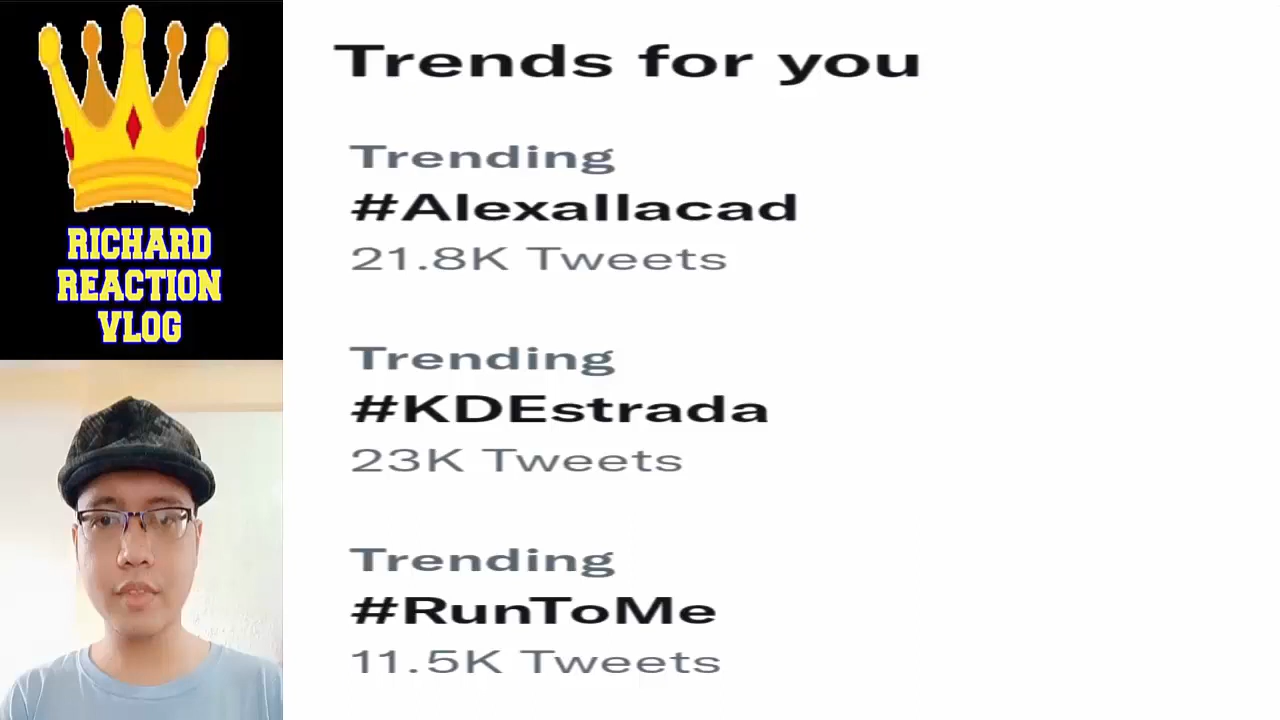 RICHARD
REACTION
VLOG
Trends for you
Trending
#AlexaIlacad
21.8K Tweets
Trending
#KDEstrada
23K Tweets
Trending
#RunToMe
11.5K Tweets